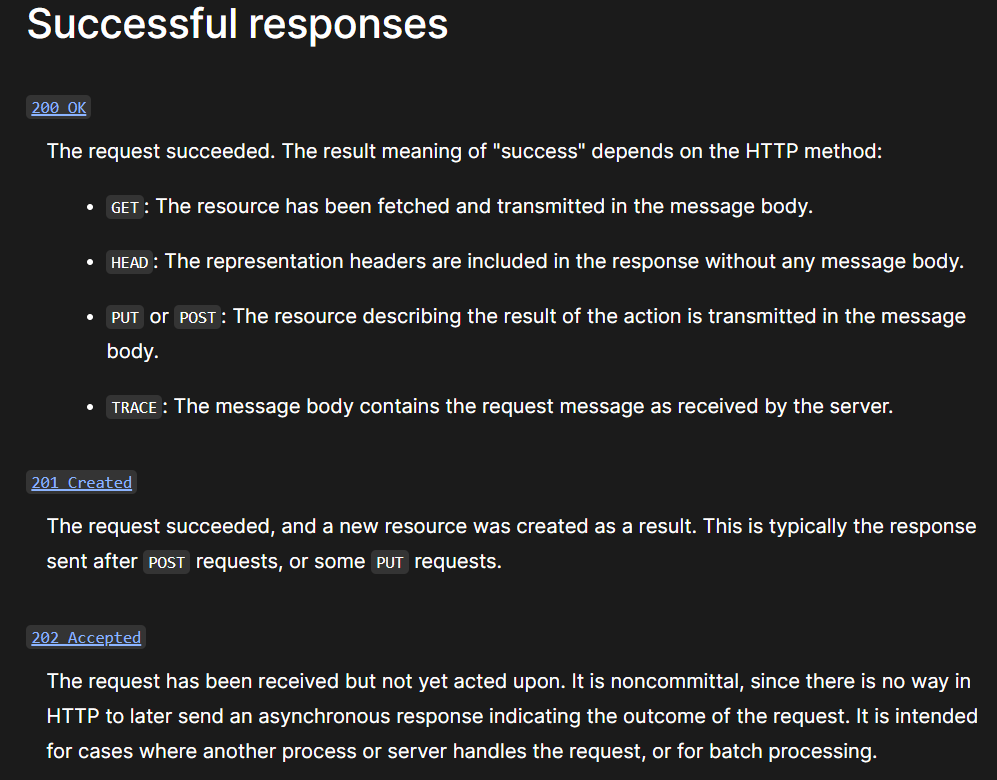 Successful responses
200 OK
The request succeeded. The result meaning of "success" depends on the HTTP method:
• GET: The resource has been fetched and transmitted in the message body.
• HEAD: The representation headers are included in the response without any message body.
• PUT or POST: The resource describing the result of the action is transmitted in the message
body.
• TRACE: The message body contains the request message as received by the server.
201 Created
The request succeeded, and a new resource was created as a result. This is typically the response
sent after POST requests, or some PUT requests.
202 Accepted
The request has been received but not yet acted upon. It is noncommittal, since there is no way in
HTTP to later send an asynchronous response indicating the outcome of the request. It is intended
for cases where another process or server handles the request, or for batch processing.